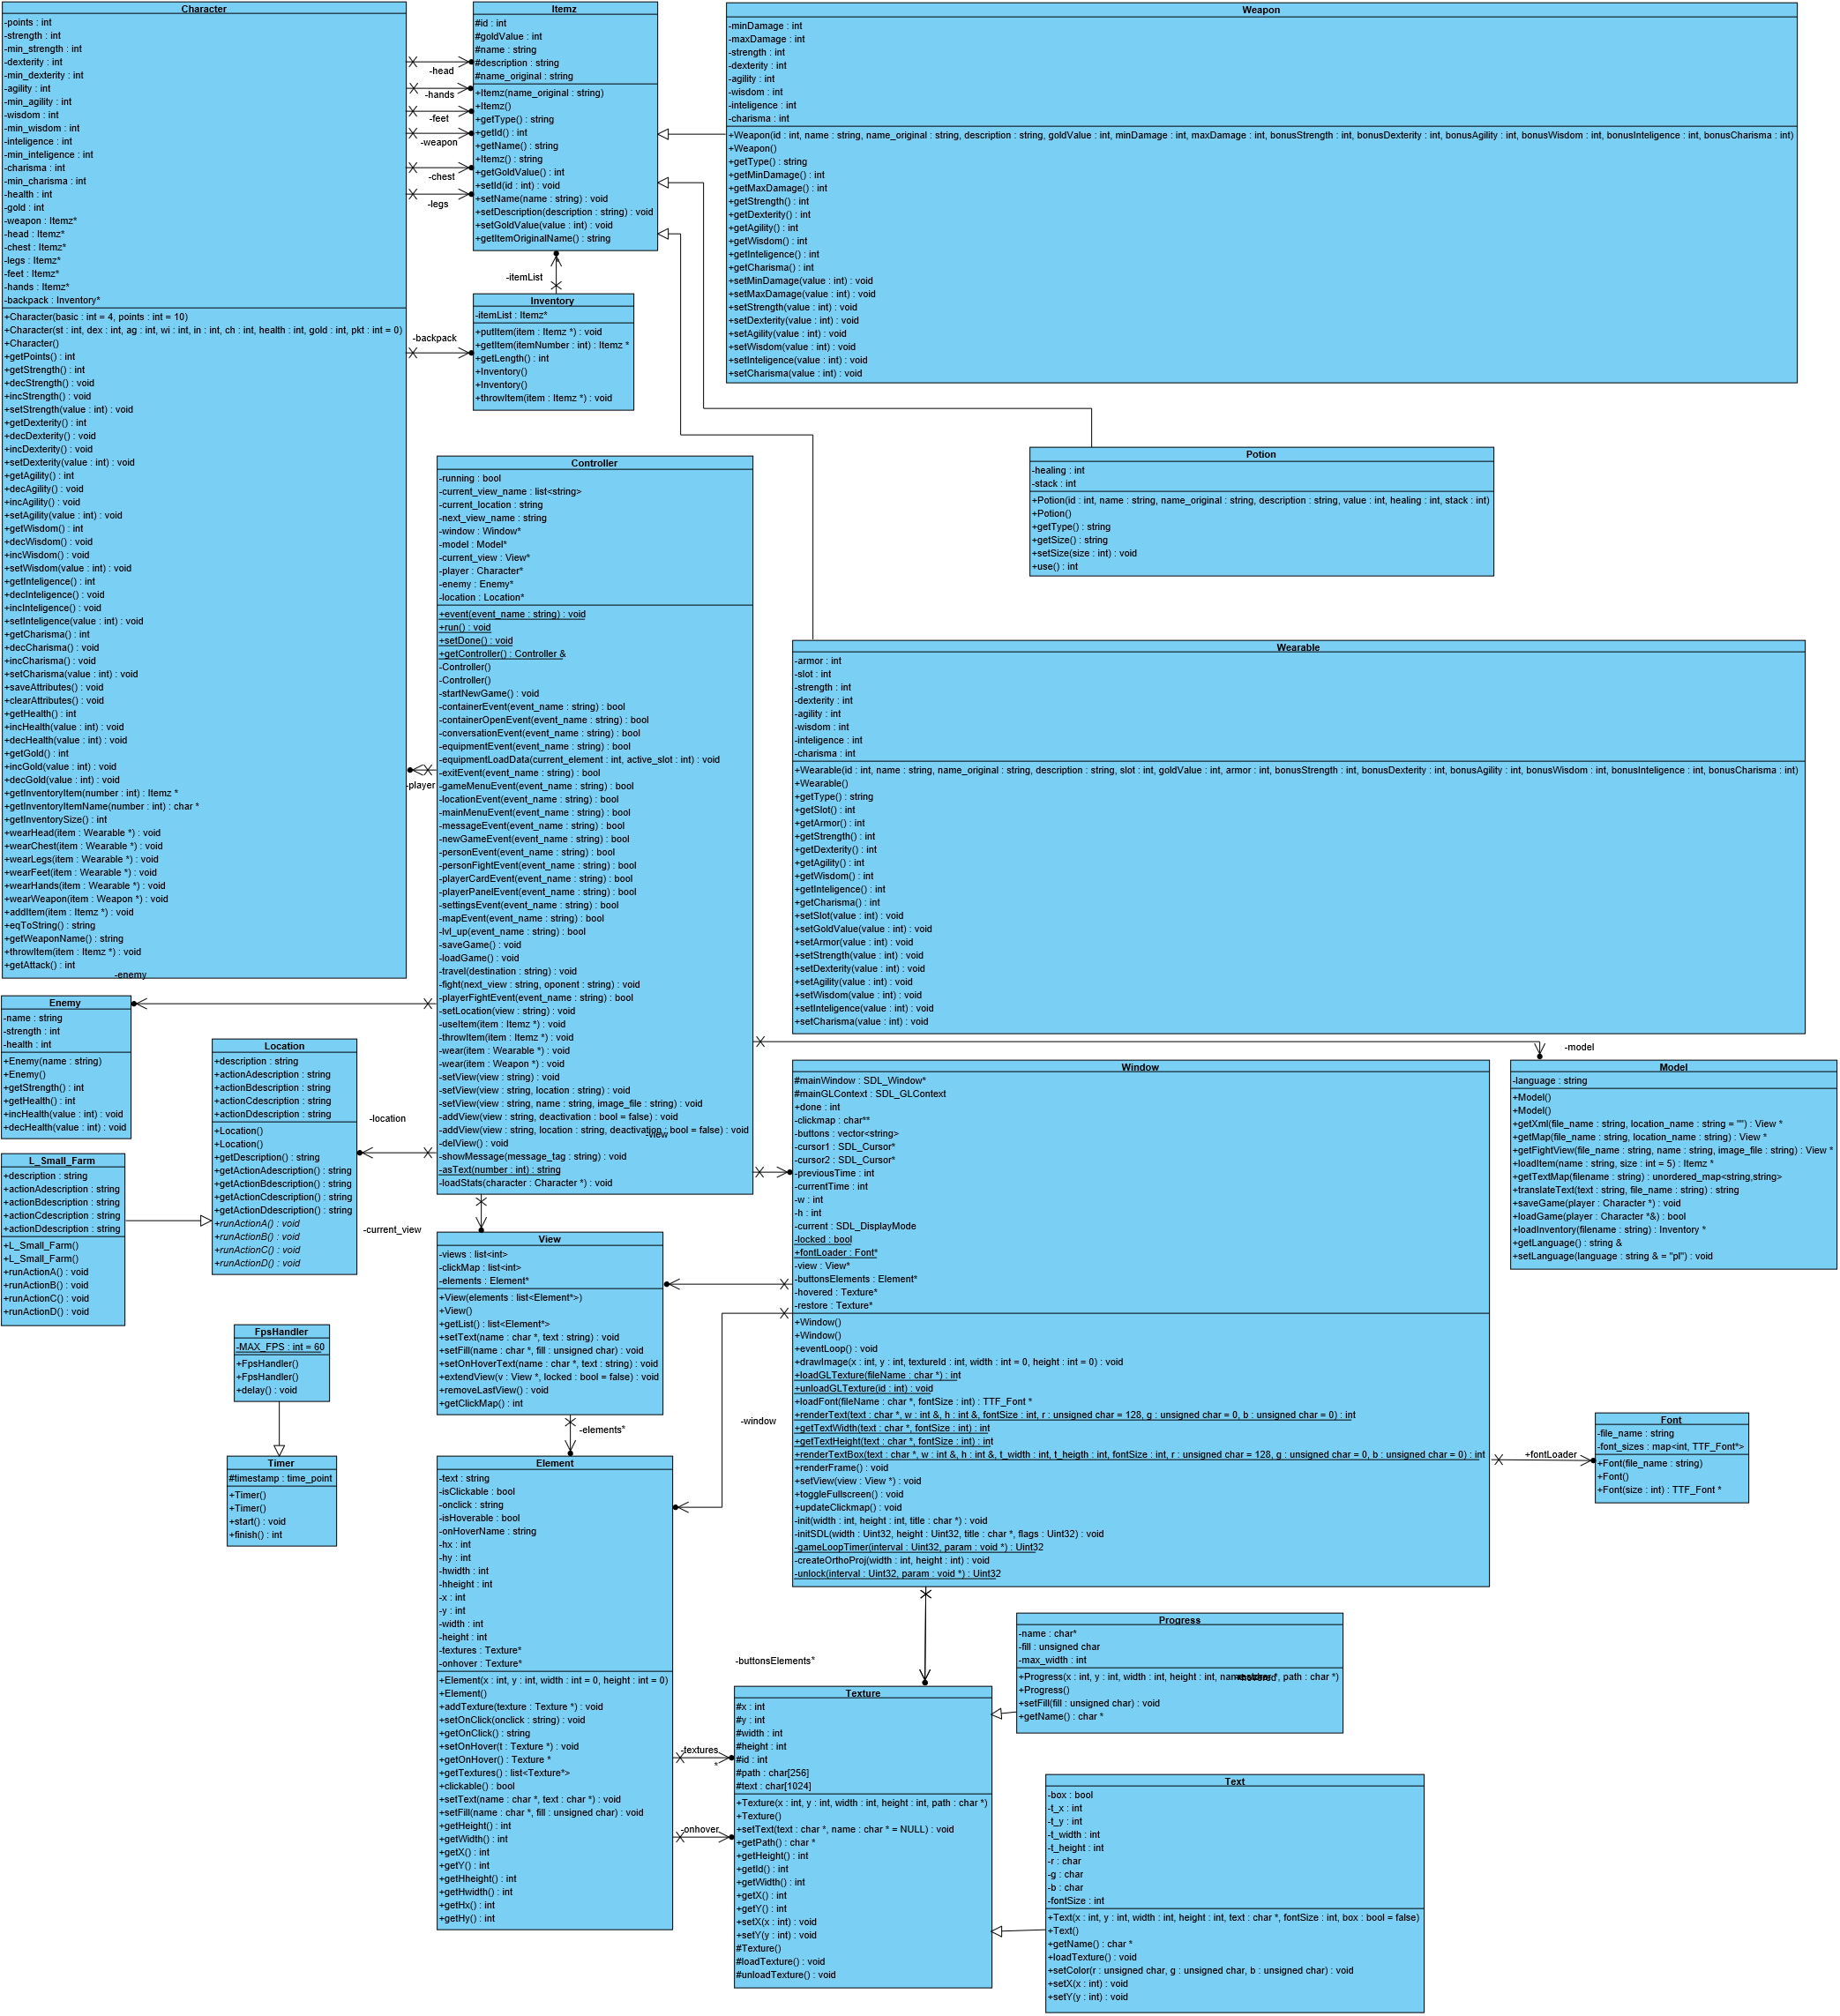 Character
-points : int
-strength : int
-min_strength : int
-dexterity : int
-min_dexterity : int
-agility : int
-min_agility : int
-wisdom : int
-min_wisdom : int
-inteligence : int
-min_inteligence : int
-charisma : int
-min_charisma : int
-health : int
-gold : int
-weapon : Itemz*
-head : Itemz*
-chest : Itemz*
-legs : Itemz*
-feet : Itemz*
-hands : Itemz*
-backpack : Inventory*
+Character(basic : int = 4, points : int = 10)
+Character(st : int, dex : int, ag : int, wi : int, in : int, ch : int, health : int, gold : int, pkt : int = 0)
+Character()
+getPoints() : int
+getStrength() : int
+decStrength() : void
+incStrength() : void
+setStrength(value : int) : void
+getDexterity() : int
+decDexterity() : void
+incDexterity() : void
+setDexterity(value : int) : void
+getAgility() : int
+decAgility() : void
+incAgility() : void
+setAgility(value : int) : void
+getWisdom() : int
+decWisdom() : void
+incWisdom() : void
+setWisdom(value : int) : void
+getInteligence() : int
+decInteligence() : void
+incInteligence() : void
+setInteligence(value : int) : void
+getCharisma() : int
+decCharisma() : void
+incCharisma() : void
+setCharisma(value : int) : void
+saveAttributes() : void
+clearAttributes() : void
+getHealth() : int
+incHealth(value : int) : void
+decHealth(value : int) : void
+getGold() : int
+incGold(value : int) : void
+decGold(value : int) : void
+getInventoryItem(number : int) : Itemz *
+getInventoryItemName(number : int) : char *
+getInventorySize() : int
+wearHead(item : Wearable *) : void
+wearChest(item : Wearable *) : void
+wearLegs(item : Wearable *) : void
+wearFeet(item : Wearable *) : void
+wearHands(item : Wearable *) : void
+wearWeapon(item : Weapon *) : void
+addItem(item : Itemz *) : void
+eqToString() : string
+getWeaponName() : string
+throwItem(item : Itemz *) : void
+getAttack() : int
-head
-hands
-feet
-weapon
-chest
-legs
-backpack
Itemz
#id : int
#goldValue : int
#name : string
#description : string
#name_original : string
+Itemz(name_original : string)
+Itemz()
+getType() : string
+getId() : int
+getName() : string
+Itemz() : string
+getGoldValue() : int
+setId(id : int) : void
+setName(name : string) : void
+setDescription(description : string) : void
+setGoldValue(value : int) : void
+getItemOriginalName() : string
-itemList
Inventory
-itemList : Itemz*
+putItem(item : Itemz *) : void
+getItem(itemNumber : int) : Itemz *
+getLength() : int
+Inventory()
+Inventory()
+throwItem(item : Itemz *) : void
Weapon
-minDamage : int
-maxDamage : int
-strength : int
-dexterity : int
-agility : int
-wisdom : int
-inteligence : int
-charisma : int
+Weapon(id : int, name : string, name_original : string, description : string, goldValue : int, minDamage : int, maxDamage : int, bonusStrength : int, bonusDexterity : int, bonusAgility : int, bonusWisdom : int, bonusInteligence : int, bonusCharisma : int)
+Weapon()
+getType() : string
+getMinDamage() : int
+getMaxDamage() : int
+getStrength() : int
+getDexterity() : int
+getAgility() : int
+getWisdom() : int
+getInteligence() : int
+getCharisma() : int
+setMinDamage(value : int) : void
+setMaxDamage(value : int) : void
+setStrength(value : int) : void
+setDexterity(value : int) : void
+setAgility(value : int) : void
+setWisdom(value : int) : void
+setInteligence(value : int) : void
+setCharisma(value : int) : void
Potion
-healing : int
-stack : int
+Potion(id : int, name : string, name_original : string, description : string, value : int, healing : int, stack : int)
+Potion()
+getType() : string
+getSize() : string
+setSize(size : int) : void
+use() : int
Controller
-running : bool
-current_view_name : list<string>
-current_location : string
-next_view_name : string
-window : Window*
-model : Model*
-current_view : View*
-player : Character*
-enemy : Enemy*
-location : Location*
+event(event_name : string) : void
+run() : void
+setDone() : void
+getController() : Controller &
-Controller()
-Controller()
-startNewGame() : void
-containerEvent(event_name : string) : bool
-containerOpenEvent(event_name : string) : bool
-conversationEvent(event_name : string) : bool
-equipmentEvent(event_name : string) : bool
-equipmentLoadData(current_element : int, active_slot : int) : void
-exitEvent(event_name : string) : bool
-gameMenuEvent(event_name : string) : bool
-locationEvent(event_name : string) : bool
-mainMenuEvent(event_name : string) : bool
-messageEvent(event_name : string) : bool
-newGameEvent(event_name : string) : bool
-personEvent(event_name : string) : bool
-personFightEvent(event_name : string) : bool
-playerCardEvent(event_name : string) : bool
-playerPanelEvent(event_name : string) : bool
-settingsEvent(event_name : string) : bool
-mapEvent(event_name : string) : bool
-lvl_up(event_name : string) : bool
-saveGame() : void
-loadGame() : void
-travel(destination : string) : void
-fight(next_view : string, oponent : string) : void
-playerFightEvent(event_name : string) : bool
-setLocation(view : string) : void
-useItem(item : Itemz *) : void
-throwItem(item : Itemz *) : void
-wear(item : Wearable *) : void
-wear(item : Weapon *) : void
-setView(view : string) : void
-setView(view : string, location : string) : void
-setView(view : string, name : string, image_file : string) : void
-addView(view : string, deactivation : bool = false) : void
-addView(view : string, location : string, deactivation : bool = false) : void
-delView() : void
-showMessage(message_tag : string) : void
-asText(number : int) : string
-loadStats(character : Character *) : void
-player
-enemy
-location
-view
-current_view
-model
Wearable
-armor : int
-slot : int
-strength : int
-dexterity : int
-agility : int
-wisdom : int
-inteligence : int
-charisma : int
+Wearable(id : int, name : string, name_original : string, description : string, slot : int, goldValue : int, armor : int, bonusStrength : int, bonusDexterity : int, bonusAgility : int, bonusWisdom : int, bonusInteligence : int, bonusCharisma : int)
+Wearable()
+getType() : string
+getSlot() : int
+getArmor() : int
+getStrength() : int
+getDexterity() : int
+getAgility() : int
+getWisdom() : int
+getInteligence() : int
+getCharisma() : int
+setSlot(value : int) : void
+setGoldValue(value : int) : void
+setArmor(value : int) : void
+setStrength(value : int) : void
+setDexterity(value : int) : void
+setAgility(value : int) : void
+setWisdom(value : int) : void
+setInteligence(value : int) : void
+setCharisma(value : int) : void
Enemy
-name : string
-strength : int
-health : int
+Enemy(name : string)
+Enemy()
+getStrength() : int
+getHealth() : int
+incHealth(value : int) : void
+decHealth(value : int) : void
Location
+description : string
+actionAdescription : string
+actionBdescription : string
+actionCdescription : string
+actionDdescription : string
+Location()
+Location()
+getDescription() : string
+getActionAdescription() : string
+getActionBdescription() : string
+getActionCdescription() : string
+getActionDdescription() : string
+runActionA() : void
+runActionB() : void
+runActionC() : void
+runActionD() : void
L_Small_Farm
+description : string
+actionAdescription : string
+actionBdescription : string
+actionCdescription : string
+actionDdescription : string
+L_Small_Farm()
+L_Small_Farm()
+runActionA() : void
+runActionB() : void
+runActionC() : void
+runActionD() : void
Window
#mainWindow : SDL_Window*
#mainGLContext : SDL_GLContext
+done : int
-clickmap : char**
-buttons : vector<string>
-cursor1 : SDL_Cursor*
-cursor2 : SDL_Cursor*
-previousTime : int
-currentTime : int
-w : int
-h : int
-current : SDL_DisplayMode
-locked : bool
+fontLoader : Font*
-view : View*
-buttonsElements : Element*
-hovered : Texture*
-restore : Texture*
+Window()
+Window()
+eventLoop() : void
+drawImage(x : int, y : int, textureId : int, width : int = 0, height : int = 0) : void
+loadGLTexture(fileName : char *) : int
+unloadGLTexture(id : int) : void
+loadFont(fileName : char *, fontSize : int) : TTF_Font *
+renderText(text : char *, w : int &, h : int &, fontSize : int, r : unsigned char = 128, g : unsigned char = 0, b : unsigned char = 0) : int
+getTextWidth(text : char *, fontSize : int) : int
+getTextHeight(text : char *, fontSize : int) : int
+renderTextBox(text : char *, w : int &, h : int &, t_width : int, t_heigth : int, fontSize : int, r : unsigned char = 128, g : unsigned char = 0, b : unsigned char = 0) : int
+renderFrame() : void
+setView(view : View *) : void
+toggleFullscreen() : void
+updateClickmap() : void
-init(width : int, height : int, title : char *) : void
-initSDL(width : Uint32, height : Uint32, title : char *, flags : Uint32) : void
-gameLoopTimer(interval : Uint32, param : void *) : Uint32
-createOrthoProj(width : int, height : int) : void
-unlock(interval : Uint32, param : void *) : Uint32
Model
-language : string
+Model()
+Model()
+getXml(file_name : string, location_name : string = "") : View *
+getMap(file_name : string, location_name : string) : View *
+getFightView(file_name : string, name : string, image_file : string) : View *
+loadItem(name : string, size : int = 5) : Itemz *
+getTextMap(filename : string) : unordered_map<string,string>
+translateText(text : string, file_name : string) : string
+saveGame(player : Character *) : void
+loadGame(player : Character *&) : bool
+loadInventory(filename : string) : Inventory *
+getLanguage() : string &
+setLanguage(language : string & = "pl") : void
View
-views : list<int>
-clickMap : list<int>
-elements : Element*
+View(elements : list<Element*>)
+View()
+getList() : list<Element*>
+setText(name : char *, text : string) : void
+setFill(name : char *, fill : unsigned char) : void
+setOnHoverText(name : char *, text : string) : void
+extendView(v : View *, locked : bool = false) : void
+removeLastView() : void
+getClickMap() : int
-elements*
-window
FpsHandler
-MAX_FPS : int = 60
+FpsHandler()
+FpsHandler()
+delay() : void
Timer
#timestamp : time_point
+Timer()
+Timer()
+start() : void
+finish() : int
+fontLoader
Font
-file_name : string
-font_sizes : map<int, TTF_Font*>
+Font(file_name : string)
+Font()
+Font(size : int) : TTF_Font *
Element
-text : string
-isClickable : bool
-onclick : string
-isHoverable : bool
-onHoverName : string
-hx : int
-hy : int
-hwidth : int
-hheight : int
-x : int
-y : int
-width : int
-height : int
-textures : Texture*
-onhover : Texture*
+Element(x : int, y : int, width : int = 0, height : int = 0)
+Element()
+addTexture(texture : Texture *) : void
+setOnClick(onclick : string) : void
+getOnClick() : string
+setOnHover(t : Texture *) : void
+getOnHover() : Texture *
+getTextures() : list<Texture*>
+clickable() : bool
+setText(name : char *, text : char *) : void
+setFill(name : char *, fill : unsigned char) : void
+getHeight() : int
+getWidth() : int
+getX() : int
+getY() : int
+getHheight() : int
+getHwidth() : int
+getHx() : int
+getHy() : int
-buttonsElements*
-textures
*
-onhover
Texture
#x : int
#y : int
#width : int
#height : int
#id : int
#path : char[256]
#text : char[1024]
+Texture(x : int, y : int, width : int, height : int, path : char *)
+Texture()
+setText(text : char *, name : char * = NULL) : void
+getPath() : char *
+getHeight() : int
+getId() : int
+getWidth() : int
+getX() : int
+getY() : int
+setX(x : int) : void
+setY(y : int) : void
#Texture()
#loadTexture() : void
#unloadTexture() : void
Progress
-name : char*
-fill : unsigned char
-max_width : int
+Progress(x : int, y : int, width : int, height : int, name : char *, path : char *)
+Progress()
+setFill(fill : unsigned char) : void
+getName() : char *
Text
-box : bool
-t_x : int
-t_y : int
-t_width : int
-t_height : int
-r : char
-g : char
-b : char
-fontSize : int
+Text(x : int, y : int, width : int, height : int, text : char *, fontSize : int, box : bool = false)
+Text()
+getName() : char *
+loadTexture() : void
+setColor(r : unsigned char, g : unsigned char, b : unsigned char) : void
+setX(x : int) : void
+setY(y : int) : void